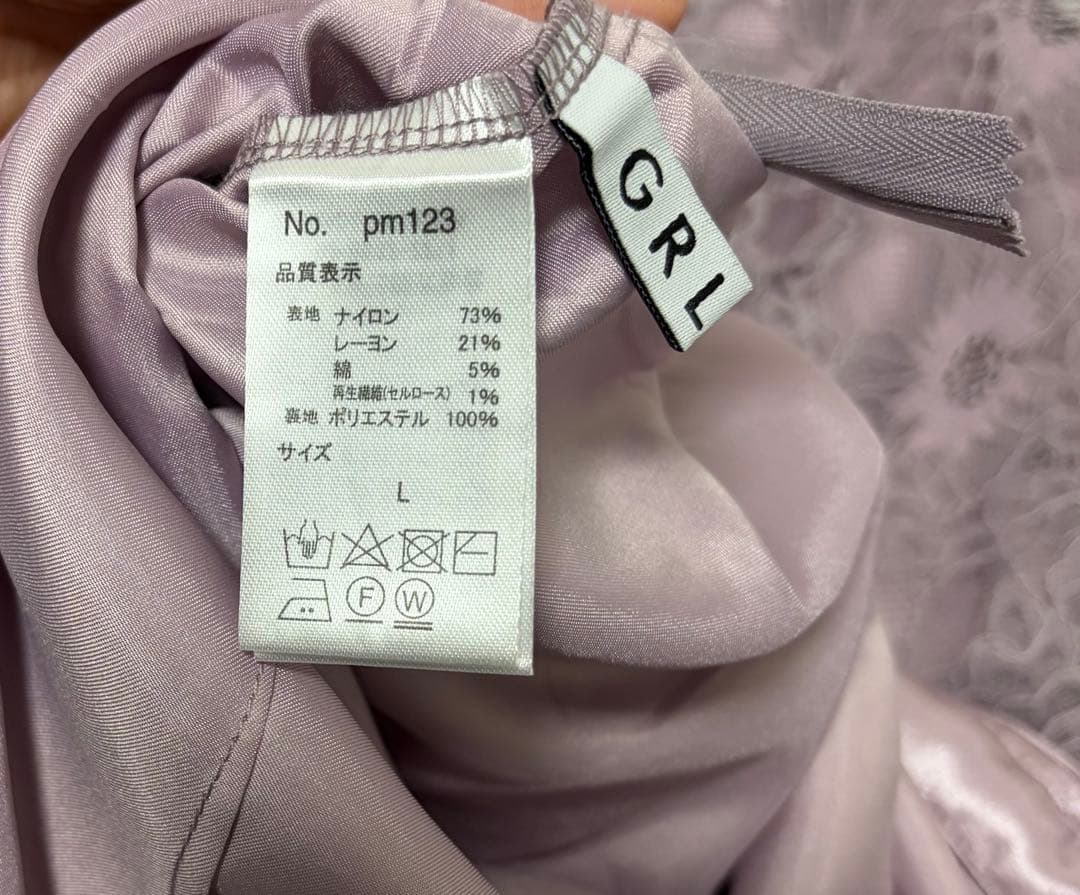 No. pm123
品質表示
表地 ナイロン 73%
レーヨン 21%
綿 5%
再生繊維(セルロース) 1%
裏地 ポリエステル 100%
サイズ
L
F W
GRL